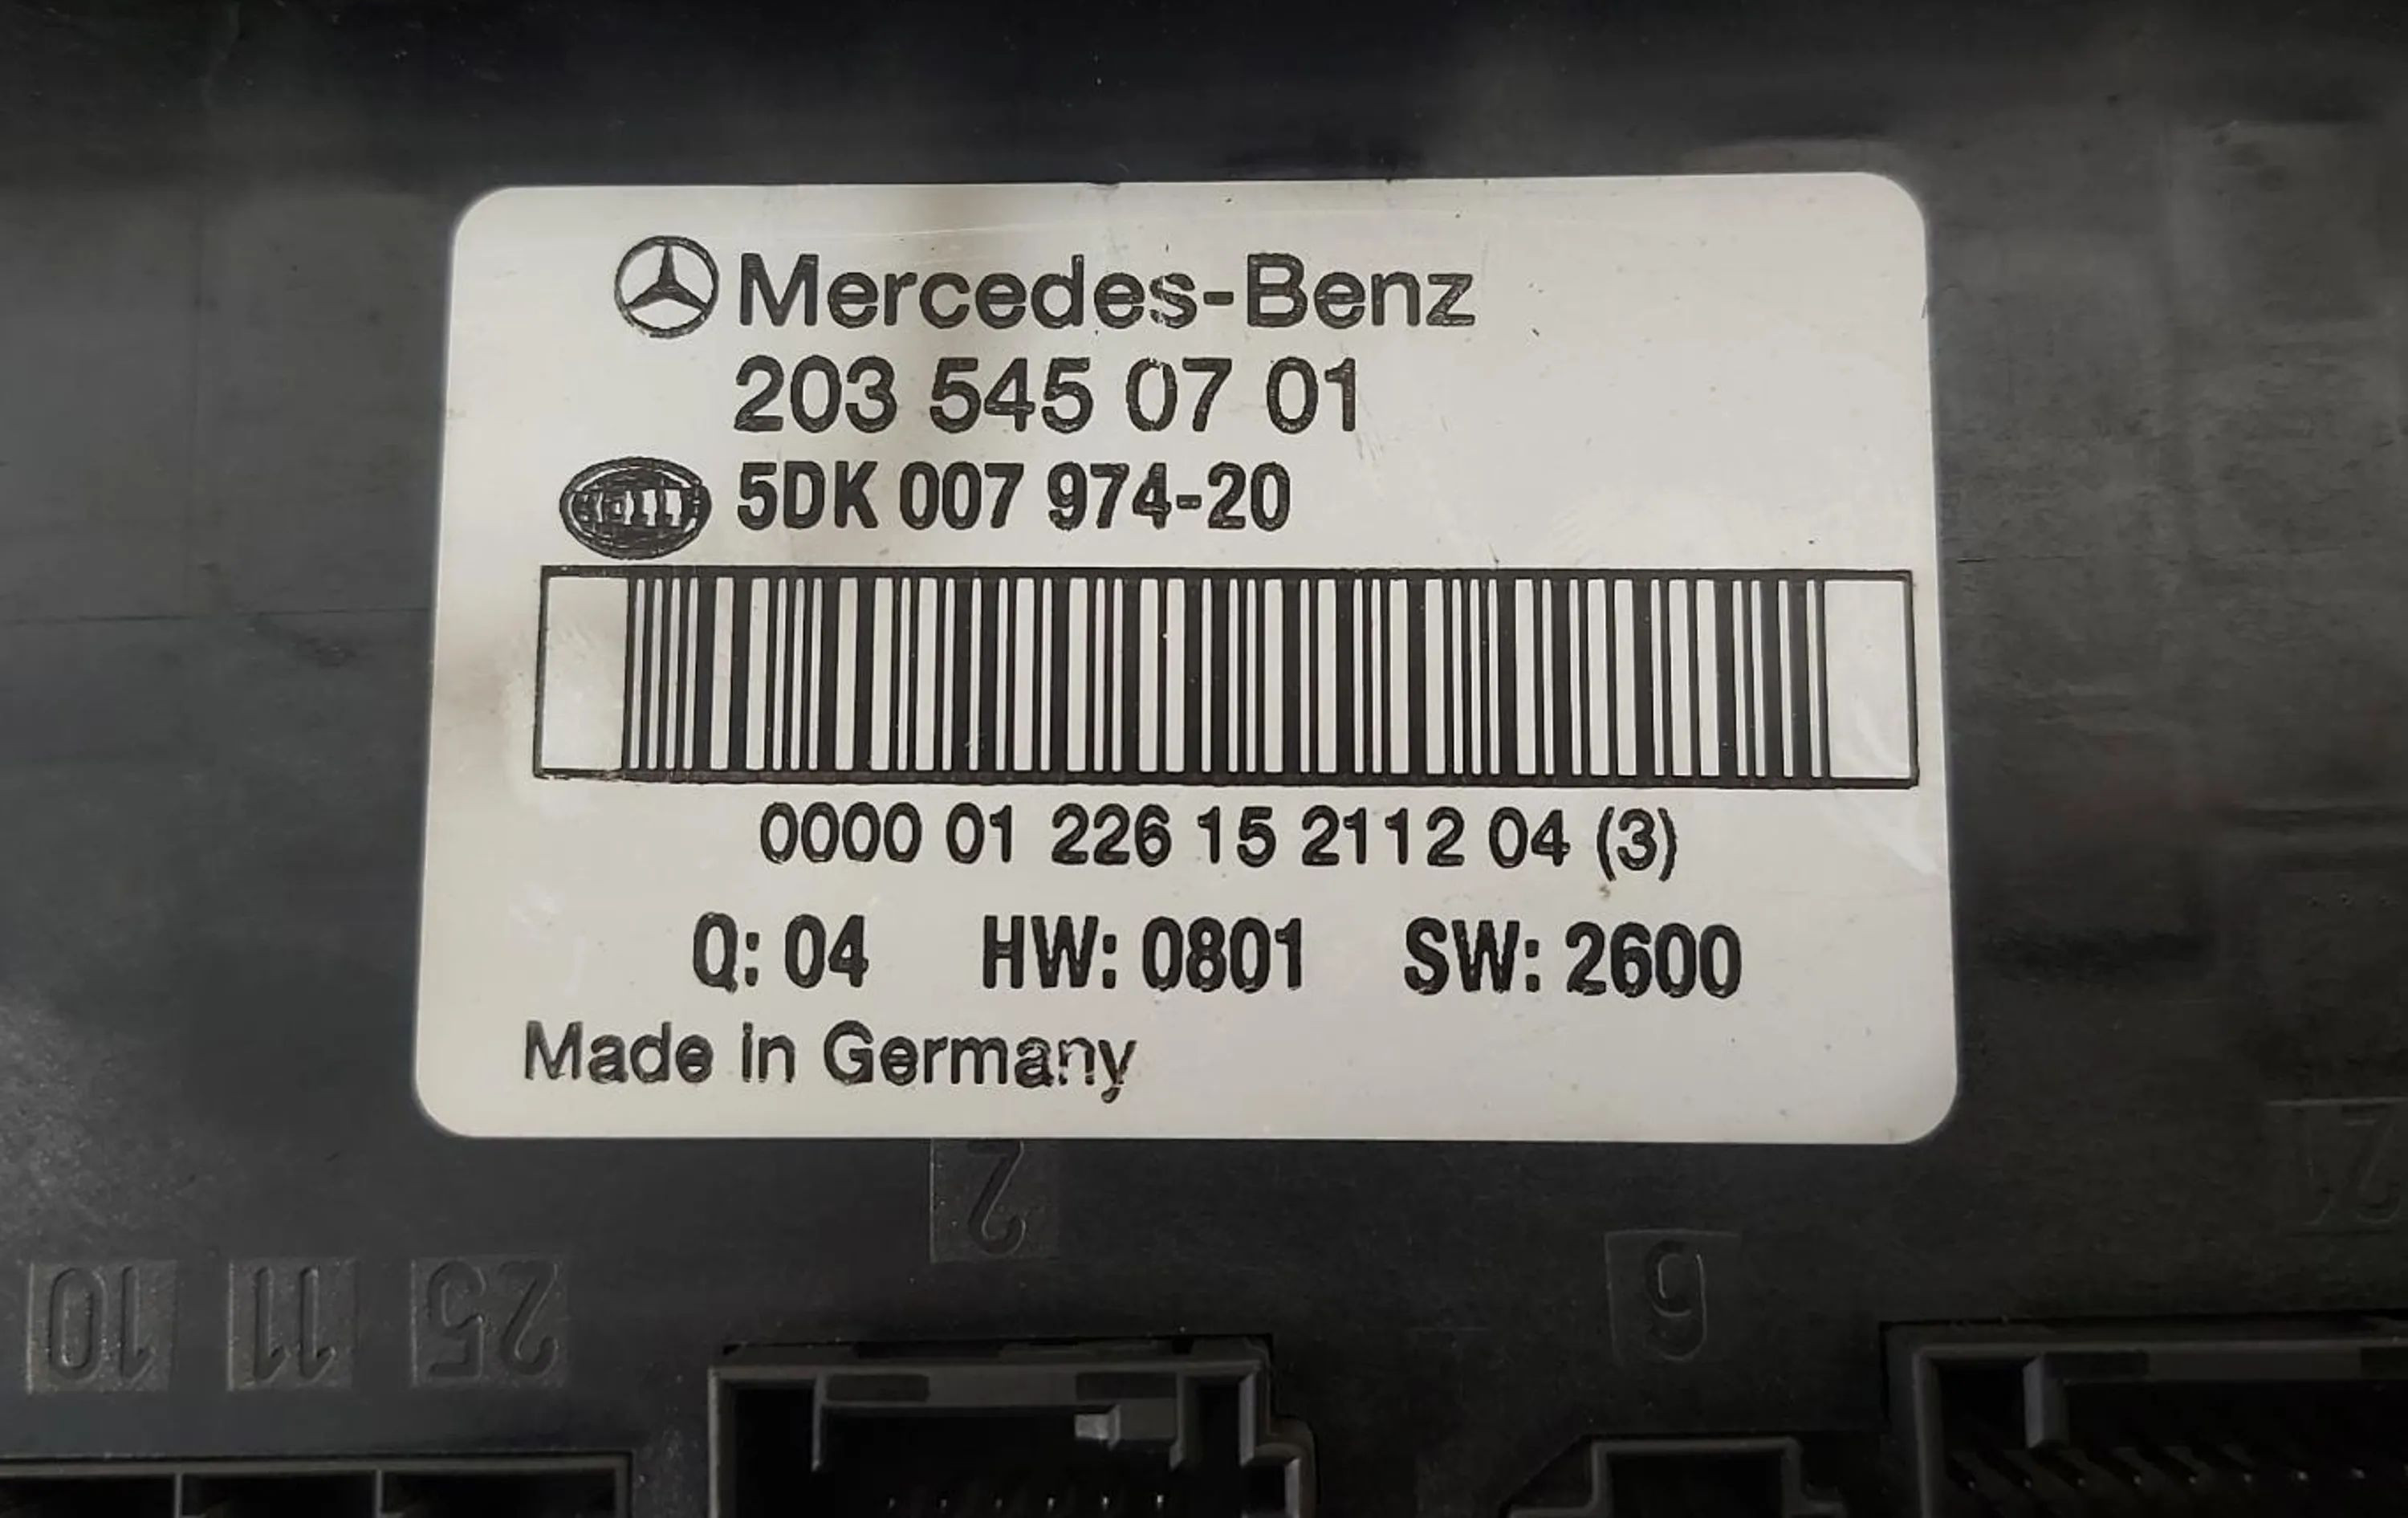 Mercedes-Benz
203 545 07 01
5DK 007 974-20
0000 01 226 15 2112 04 (3)
Q: 04 HW: 0801 SW: 2600
Made in Germany
2
6
10 11 25